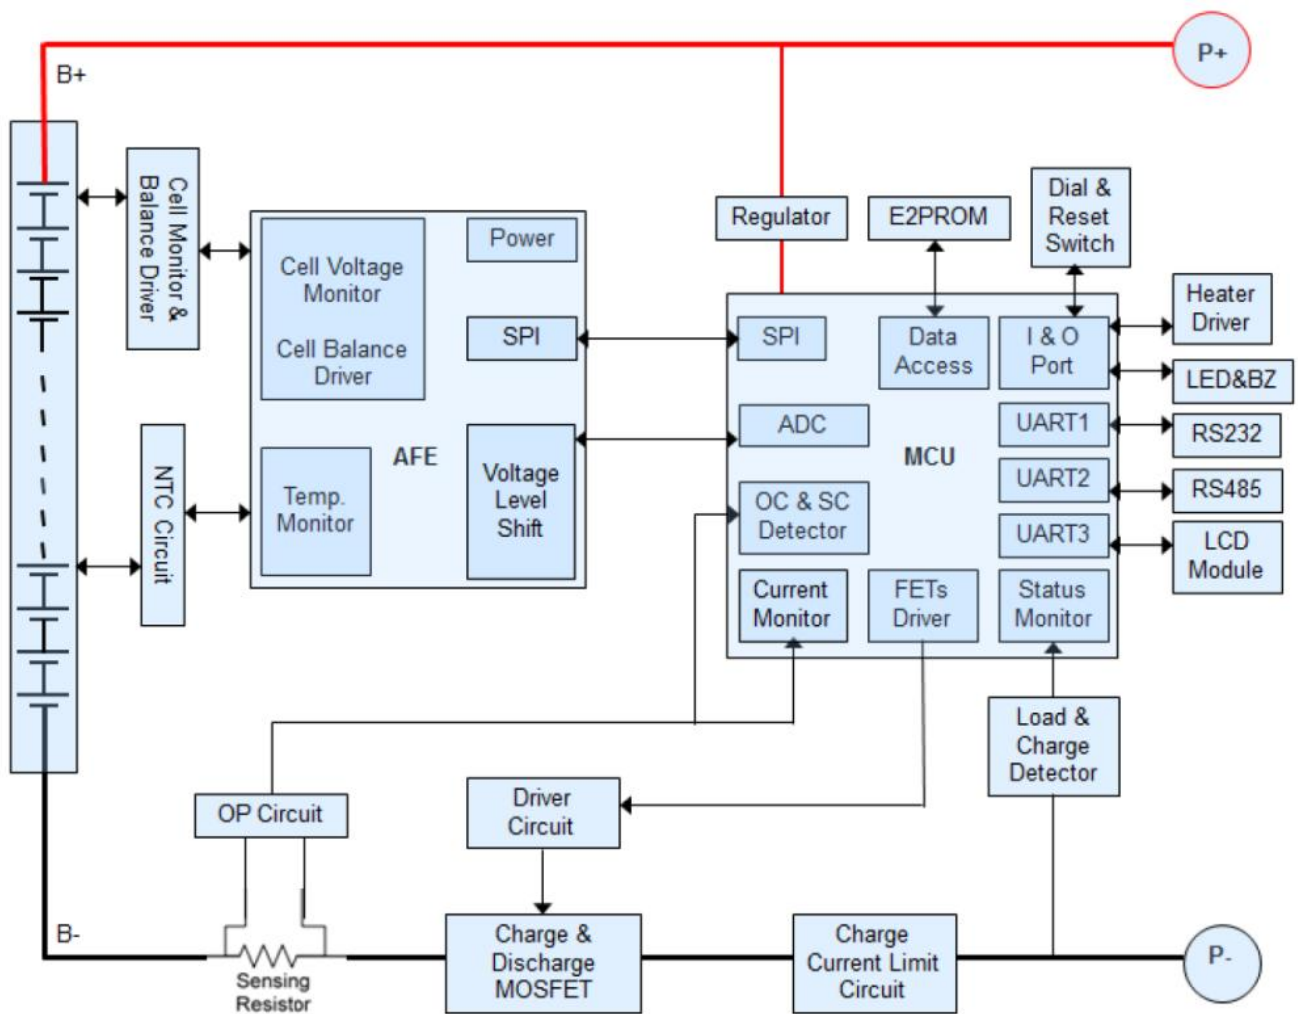 B+
P+
Cell Monitor &
Balance Driver
Cell Voltage
Monitor
Cell Balance
Driver
Power
SPI
AFE
Temp.
Monitor
Voltage
Level
Shift
NTC Circuit
Regulator
E2PROM
Dial &
Reset
Switch
Heater
Driver
LED&BZ
RS232
RS485
LCD
Module
SPI
Data
Access
I & O
Port
ADC
MCU
UART1
UART2
UART3
OC & SC
Detector
Current
Monitor
FETs
Driver
Status
Monitor
Load &
Charge
Detector
OP Circuit
Driver
Circuit
B-
Sensing
Resistor
Charge &
Discharge
MOSFET
Charge
Current Limit
Circuit
P-